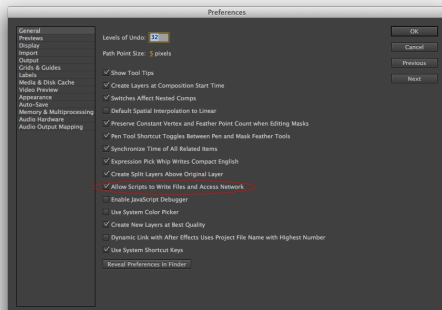 Preferences
General
Previews
Display
Import
Output
Grids & Guides
Labels
Media & Disk Cache
Video Preview
Appearance
Auto-Save
Memory & Multiprocessing
Audio Hardware
Audio Output Mapping
Levels of Undo: 32
Path Point Size: 5 pixels
Show Tool Tips
Create Layers at Composition Start Time
Switches Affect Nested Comps
Default Spatial Interpolation to Linear
Preserve Constant Vertex and Feather Point Count when Editing Masks
Pen Tool Shortcut Toggles Between Pen and Mask Feather Tools
Synchronize Time of All Related Items
Expression Pick Whip Writes Compact English
Create Split Layers Above Original Layer
Allow Scripts to Write Files and Access Network
Enable JavaScript Debugger
Use System Color Picker
Create New Layers at Best Quality
Dynamic Link with After Effects Uses Project File Name with Highest Number
Use System Shortcut Keys
Reveal Preferences in Finder
OK
Cancel
Previous
Next